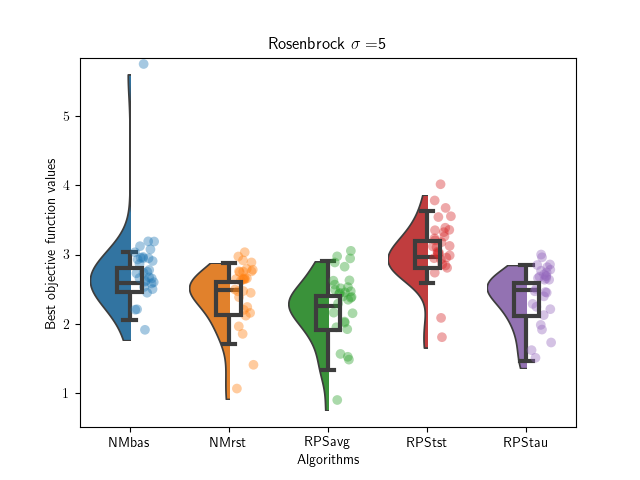 Rosenbrock σ =5
Best objective function values
5
4
3
2
1
NMbas NMrst RPSavg RPStst RPStau
Algorithms